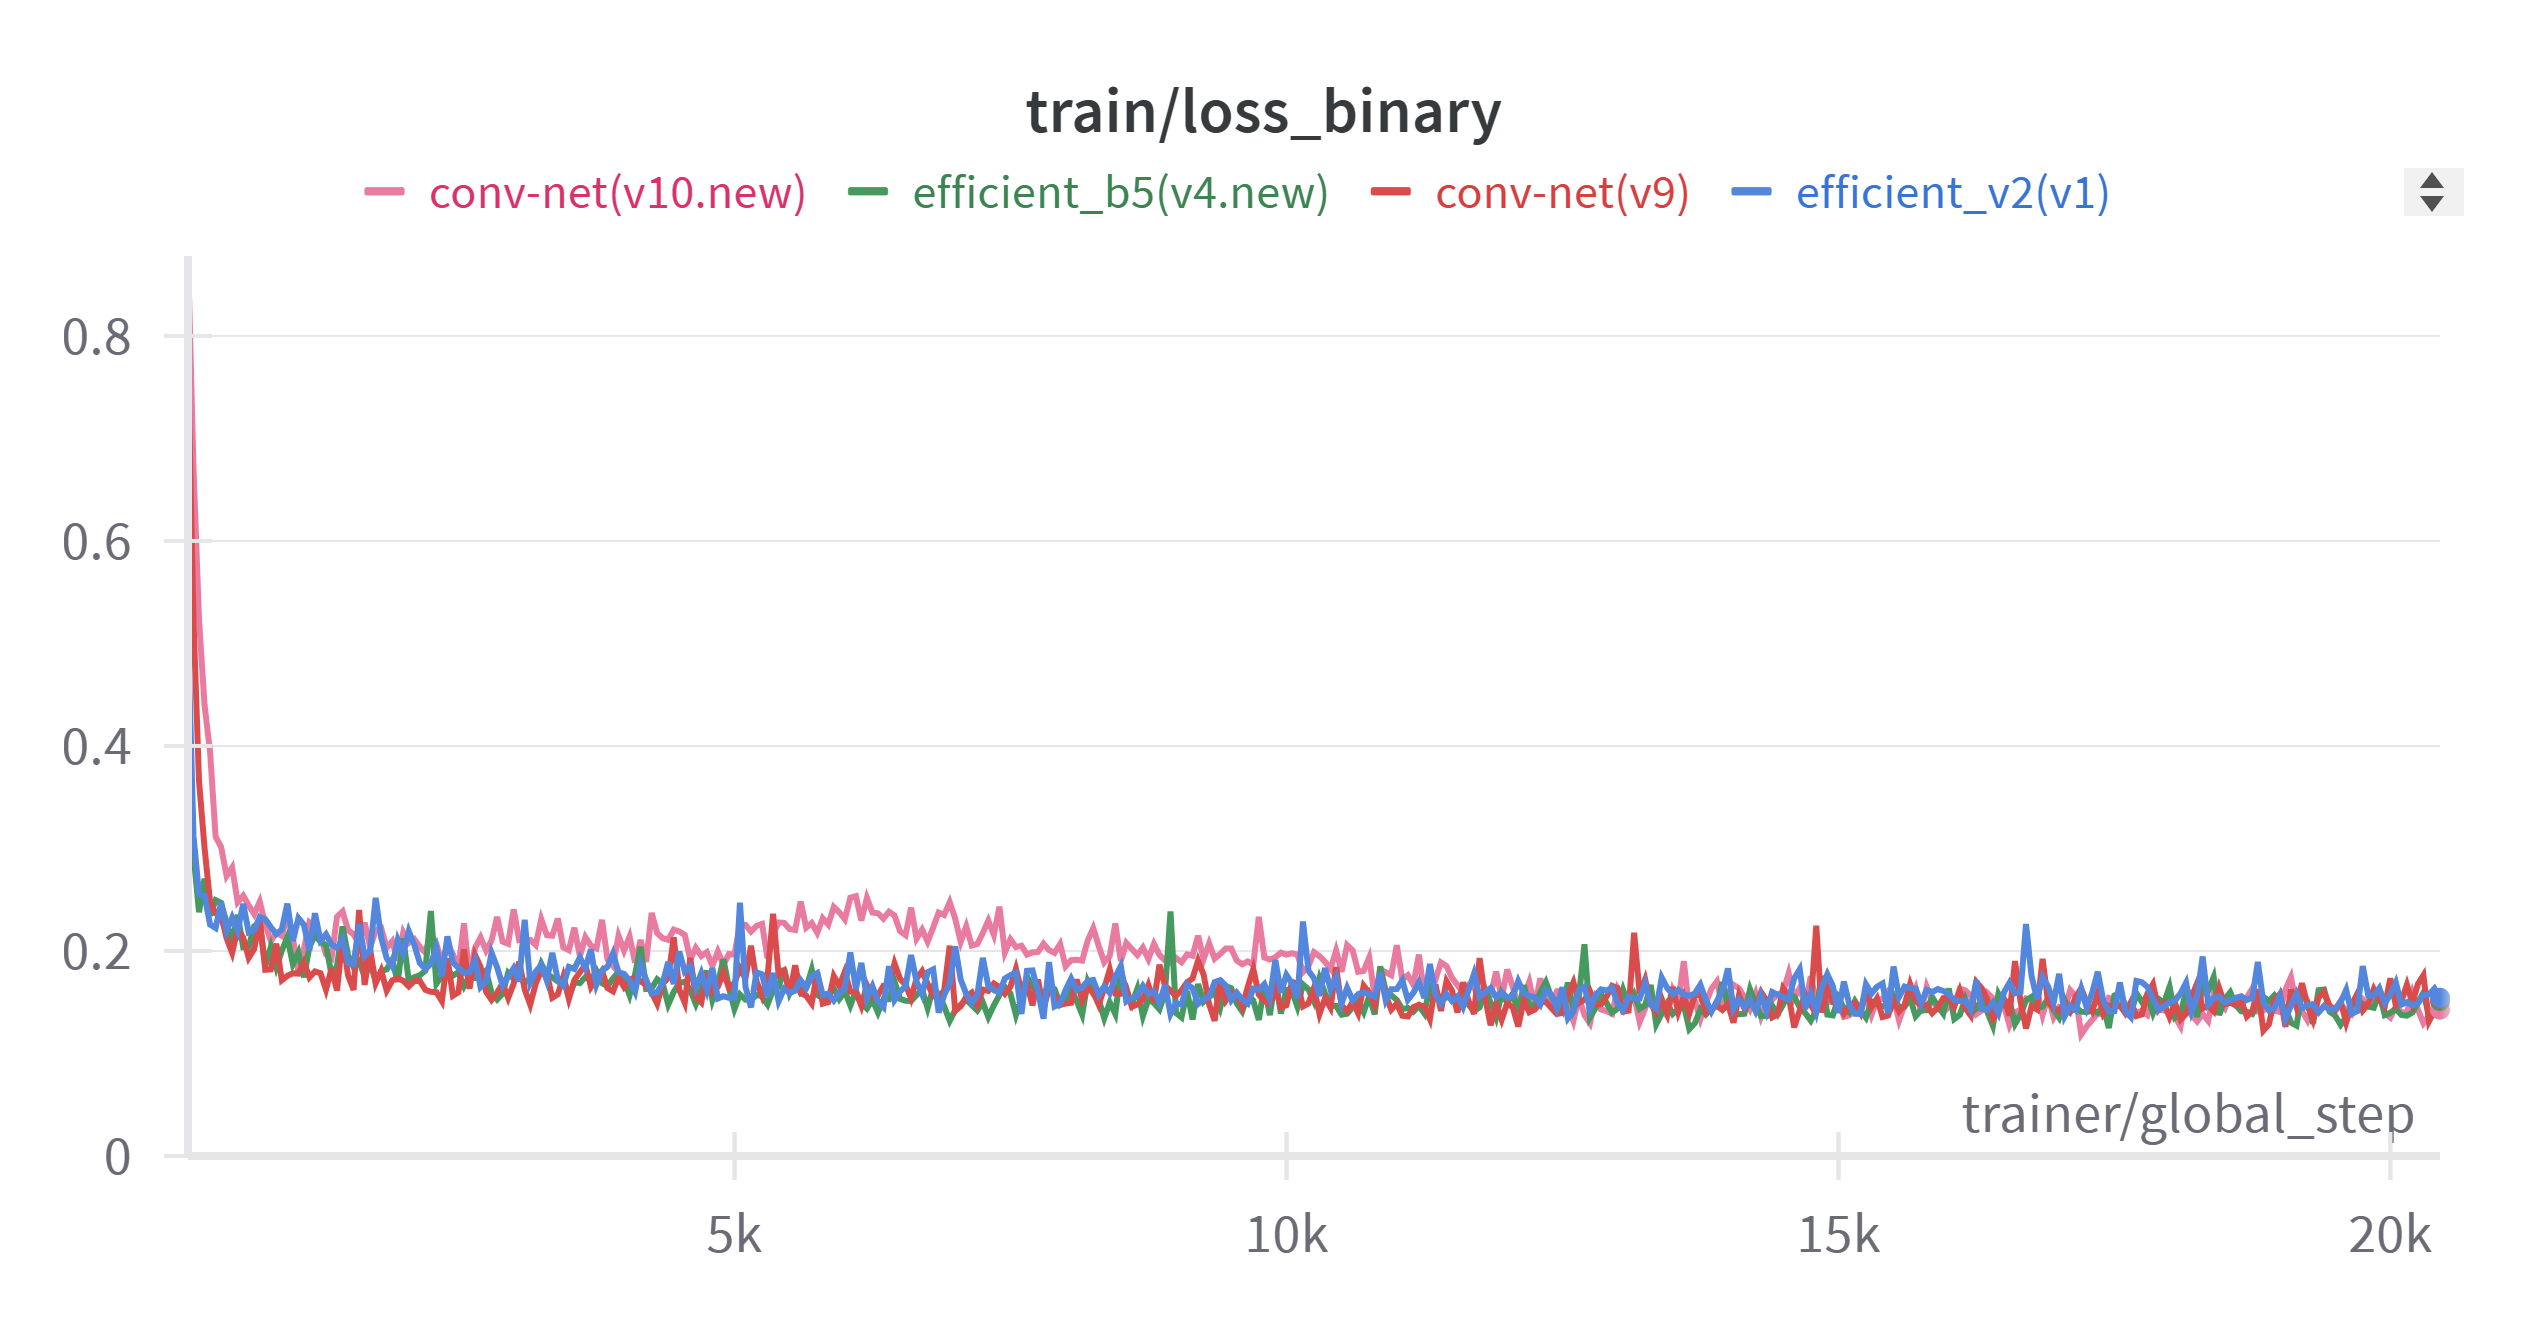 train/loss_binary
conv-net(v10.new) efficient_b5(v4.new) conv-net(v9) efficient_v2(v1)
0.8
0.6
0.4
0.2
trainer/global_step
0
5k 10k 15k 20k